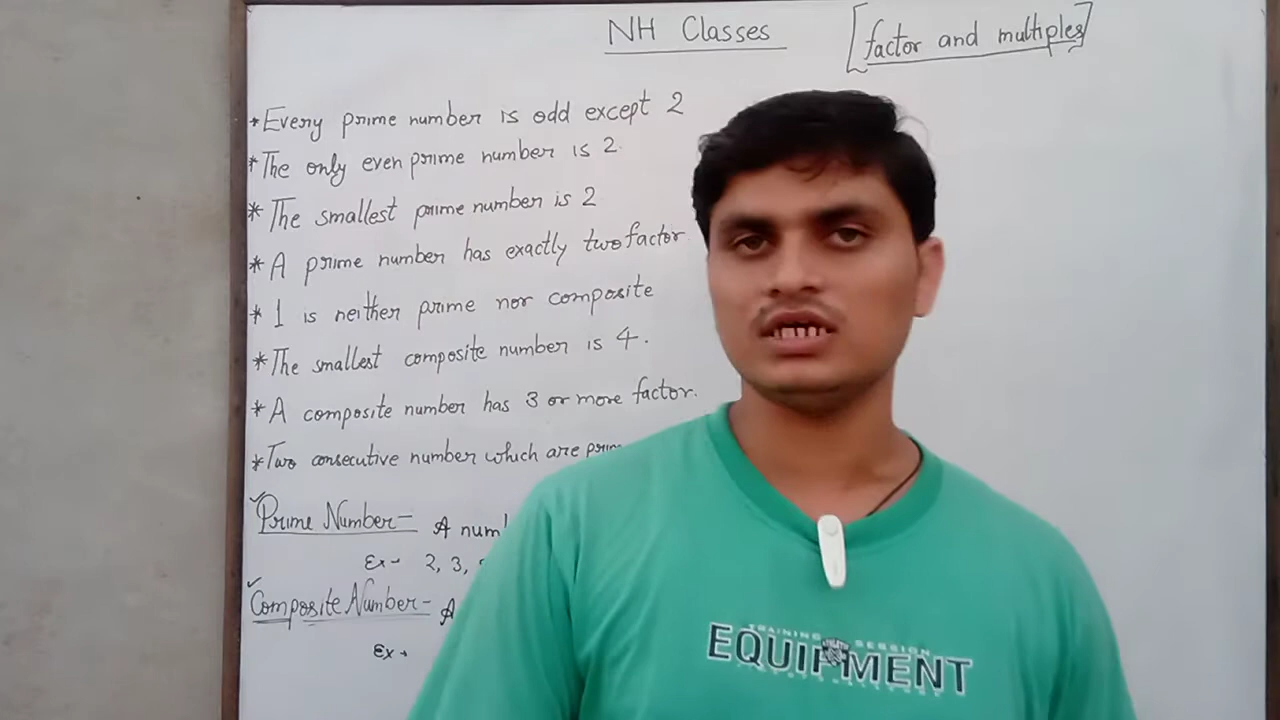 NH Classes
[factor and multiples]
*Every prime number is odd except 2
*The only even prime number is 2.
*The smallest prime number is 2
*A prime number has exactly two factor.
*1 is neither prime nor composite
*The smallest composite number is 4.
*A composite number has 3 or more factor.
*Two consecutive number which are
✓Prime Number- A
Ex- 2, 3,
✓Composite Number- A
Ex-
TRAINING SESSION
EQUIPMENT